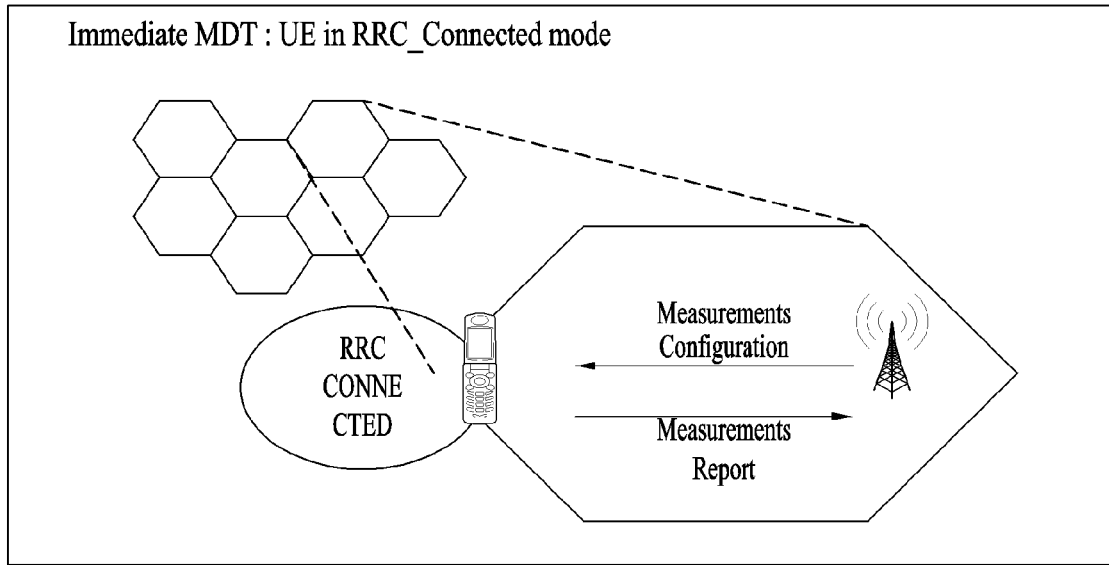 Immediate MDT : UE in RRC_Connected mode
RRC
CONNE
CTED
Measurements
Configuration
Measurements
Report